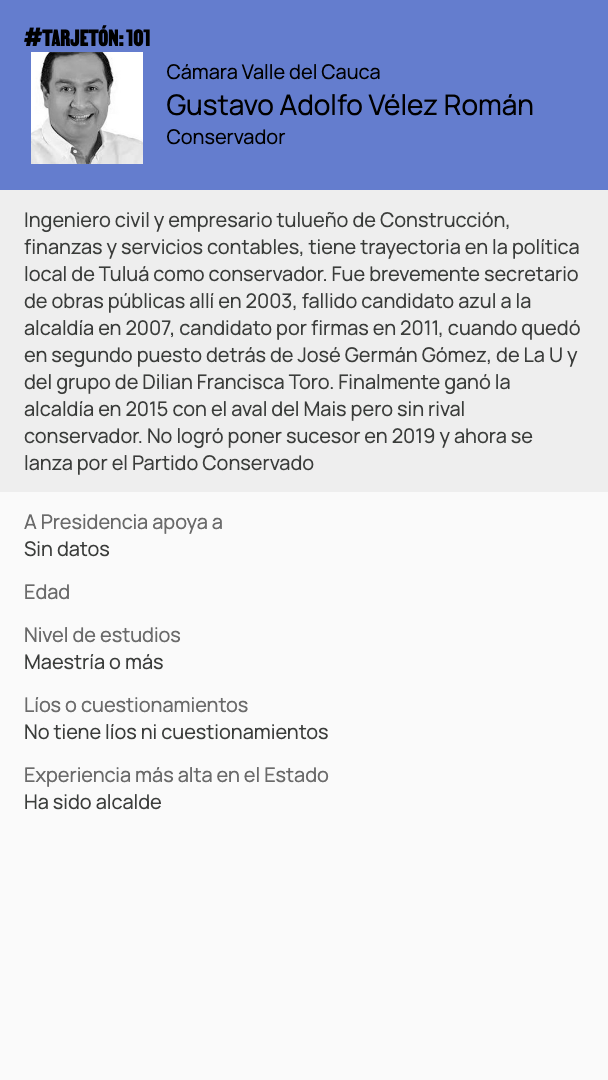 #TARJETÓN: 101
Cámara Valle del Cauca
Gustavo Adolfo Vélez Román
Conservador
Ingeniero civil y empresario tulueño de Construcción,
finanzas y servicios contables, tiene trayectoria en la política
local de Tuluá como conservador. Fue brevemente secretario
de obras públicas allí en 2003, fallido candidato azul a la
alcaldía en 2007, candidato por firmas en 2011, cuando quedó
en segundo puesto detrás de José Germán Gómez, de La U y
del grupo de Dilian Francisca Toro. Finalmente ganó la
alcaldía en 2015 con el aval del Mais pero sin rival
conservador. No logró poner sucesor en 2019 y ahora se
lanza por el Partido Conservado
A Presidencia apoya a
Sin datos
Edad
Nivel de estudios
Maestría o más
Líos o cuestionamientos
No tiene líos ni cuestionamientos
Experiencia más alta en el Estado
Ha sido alcalde